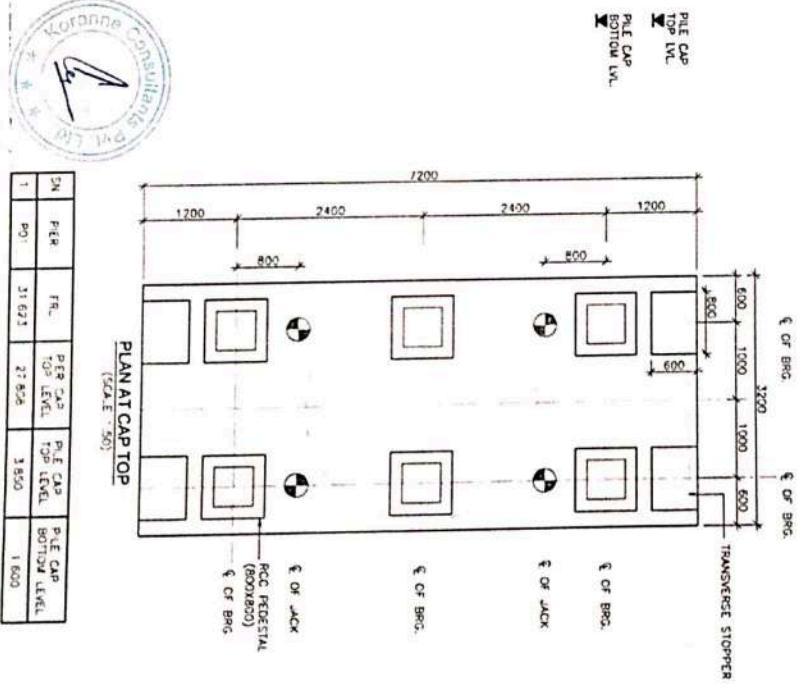 PILE CAP
TOP LVL.
PILE CAP
BOTTOM LVL.
Koranne Consultants Pvt. Ltd.
7200
1200
2400
2400
1200
800
800
600
1000
1000
600
3200
800
600
℄ OF BRG.
℄ OF BRG.
TRANSVERSE STOPPER
℄ OF BRG.
℄ OF JACK
℄ OF BRG.
℄ OF JACK
RCC PEDESTAL
(800X800)
℄ OF BRG.
PLAN AT CAP TOP
(SCALE 1:50)
SN PIER FRL PIER CAP TOP LEVEL PILE CAP TOP LEVEL PILE CAP BOTTOM LEVEL
1 P01 31.673 27.808 3.850 1.600